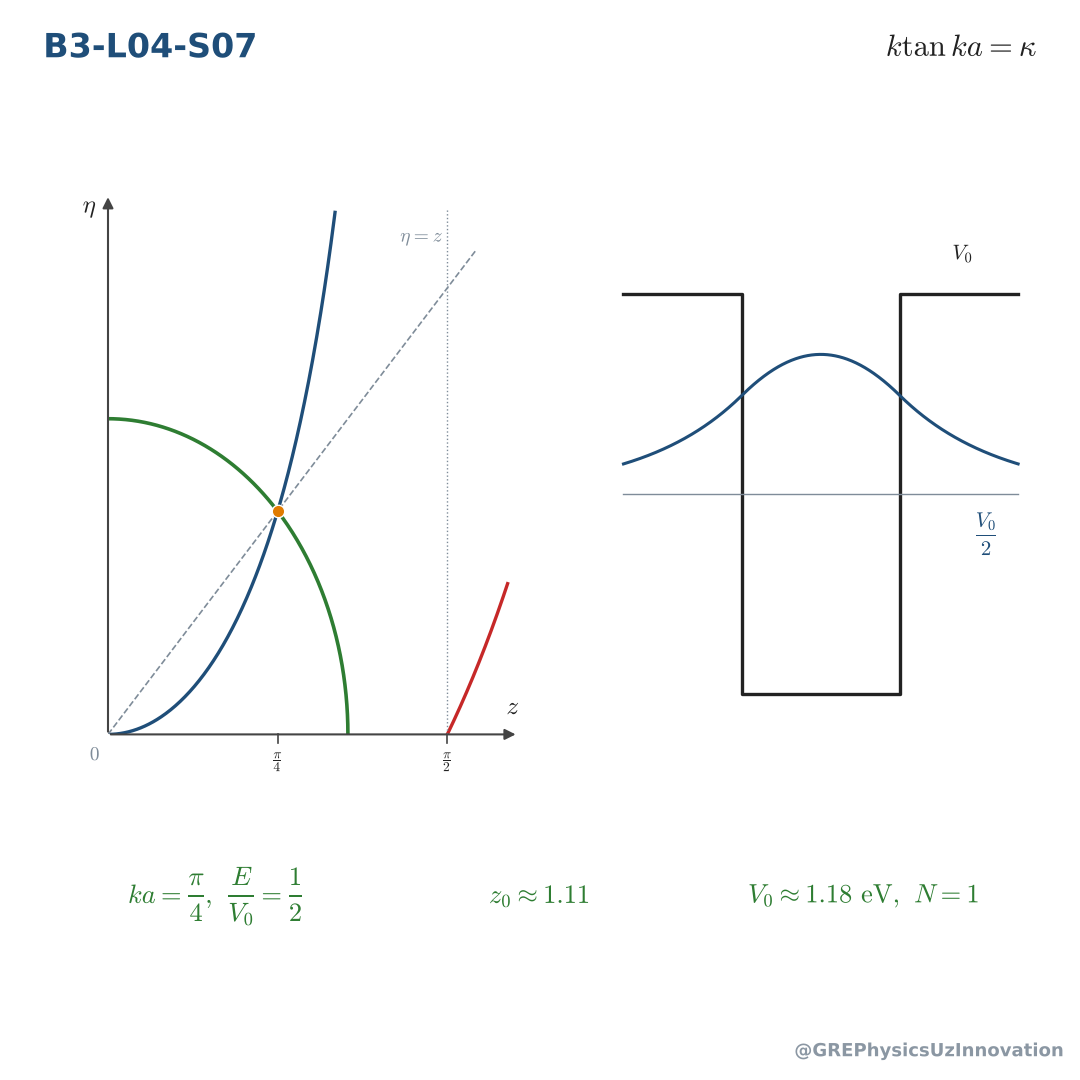 B3-L04-S07
k tan ka = κ
η
η = z
z
0
π/4
π/2
V₀
V₀/2
ka = π/4, E/V₀ = 1/2
z₀ ≈ 1.11
V₀ ≈ 1.18 eV, N = 1
@GREPhysicsUzInnovation